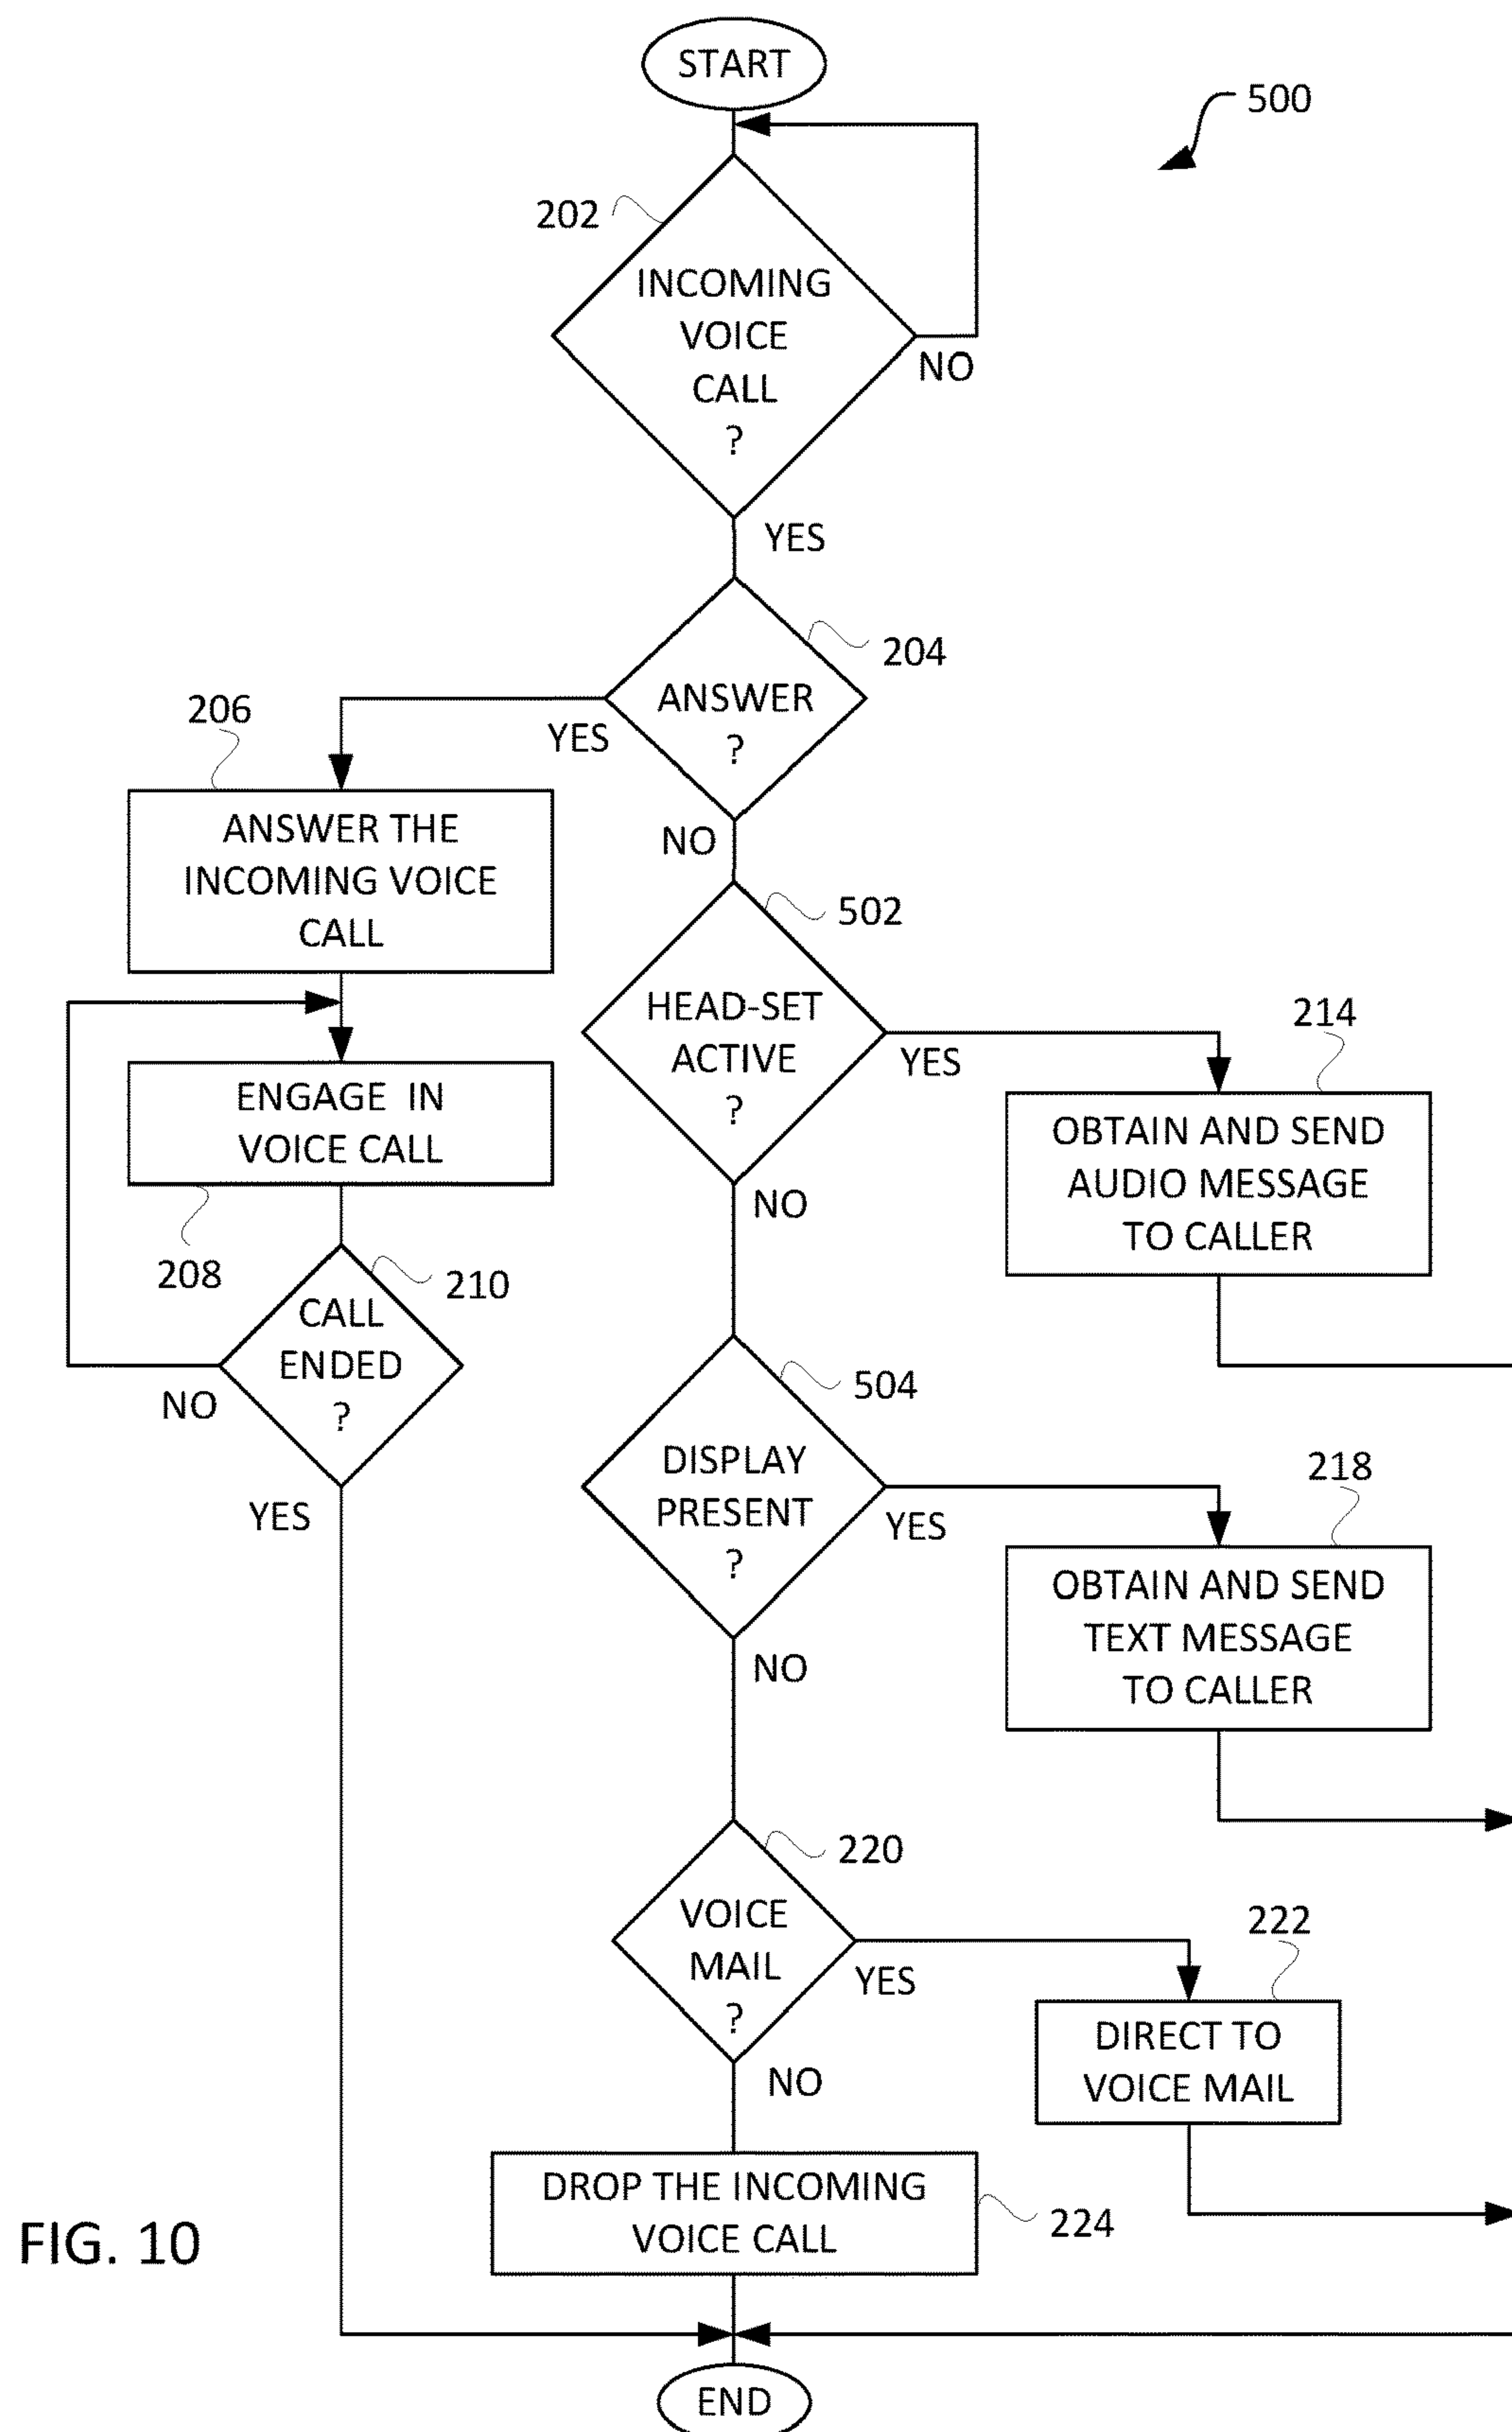 START
500
202
INCOMING
VOICE
CALL
?
NO
YES
204
ANSWER
?
YES
NO
206
ANSWER THE
INCOMING VOICE
CALL
502
HEAD-SET
ACTIVE
?
YES
NO
214
OBTAIN AND SEND
AUDIO MESSAGE
TO CALLER
ENGAGE IN
VOICE CALL
208
210
CALL
ENDED
?
NO
YES
504
DISPLAY
PRESENT
?
YES
NO
218
OBTAIN AND SEND
TEXT MESSAGE
TO CALLER
220
VOICE
MAIL
?
YES
NO
222
DIRECT TO
VOICE MAIL
DROP THE INCOMING
VOICE CALL
224
FIG. 10
END